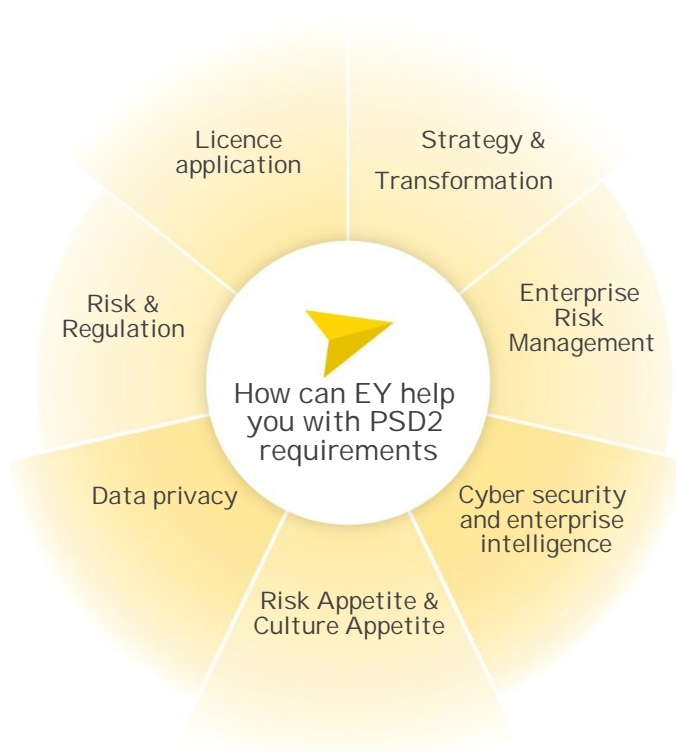 Licence
application
Strategy &
Transformation
Risk &
Regulation
Enterprise
Risk
Management
How can EY help
you with PSD2
requirements
Data privacy
Cyber security
and enterprise
intelligence
Risk Appetite &
Culture Appetite